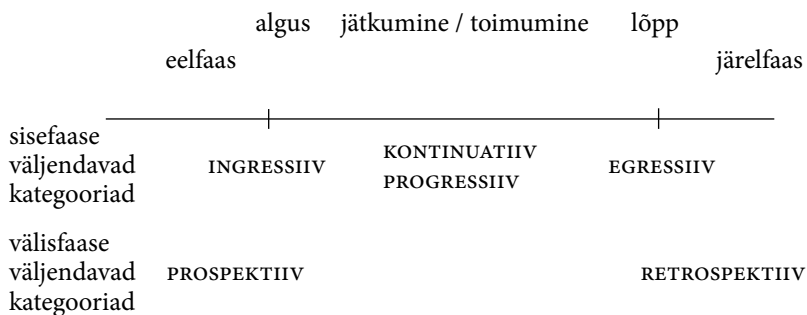 algus jätkumine / toimumine lõpp
eelfaas järelfaas
sisefaase
väljendavad
kategooriad
INGRESSIIV
KONTINUATIIV
PROGRESSIIV
EGRESSIIV
välisfaase
väljendavad
kategooriad
PROSPEKTIIV
RETROSPEKTIIV